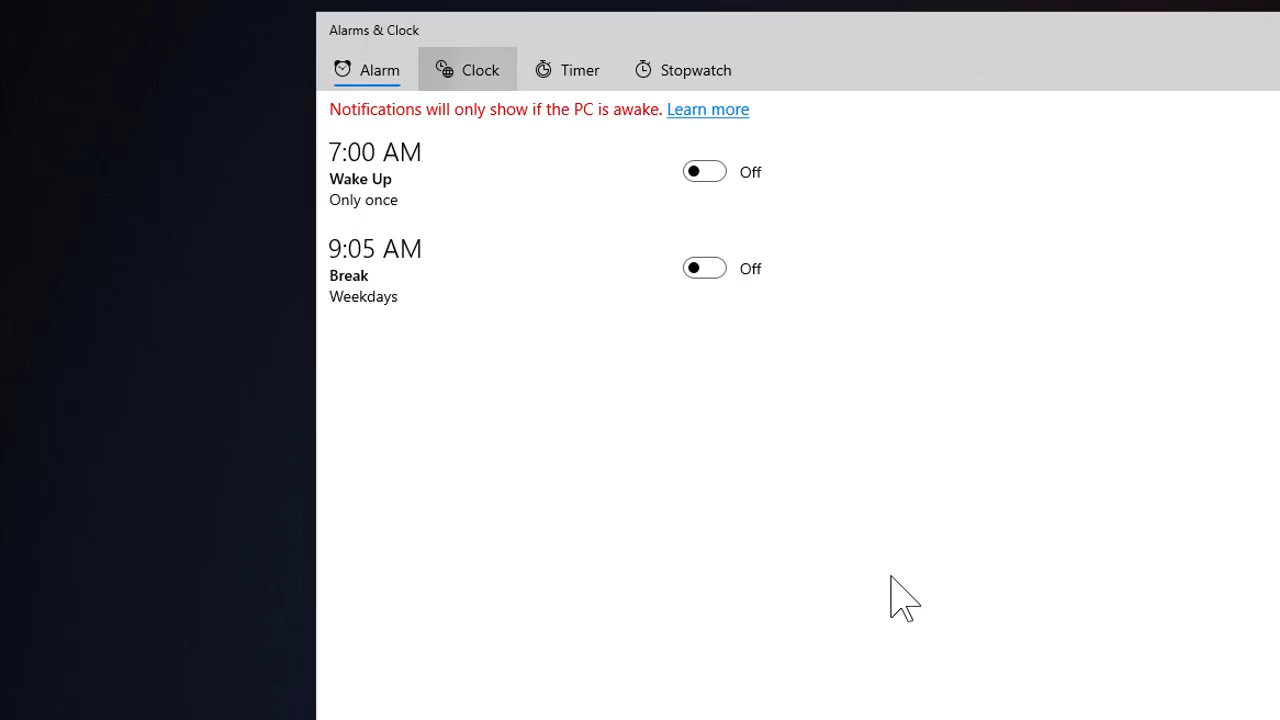 Alarms & Clock
Alarm Clock Timer Stopwatch
Notifications will only show if the PC is awake. Learn more
7:00 AM
Wake Up
Only once
Off
9:05 AM
Break
Weekdays
Off